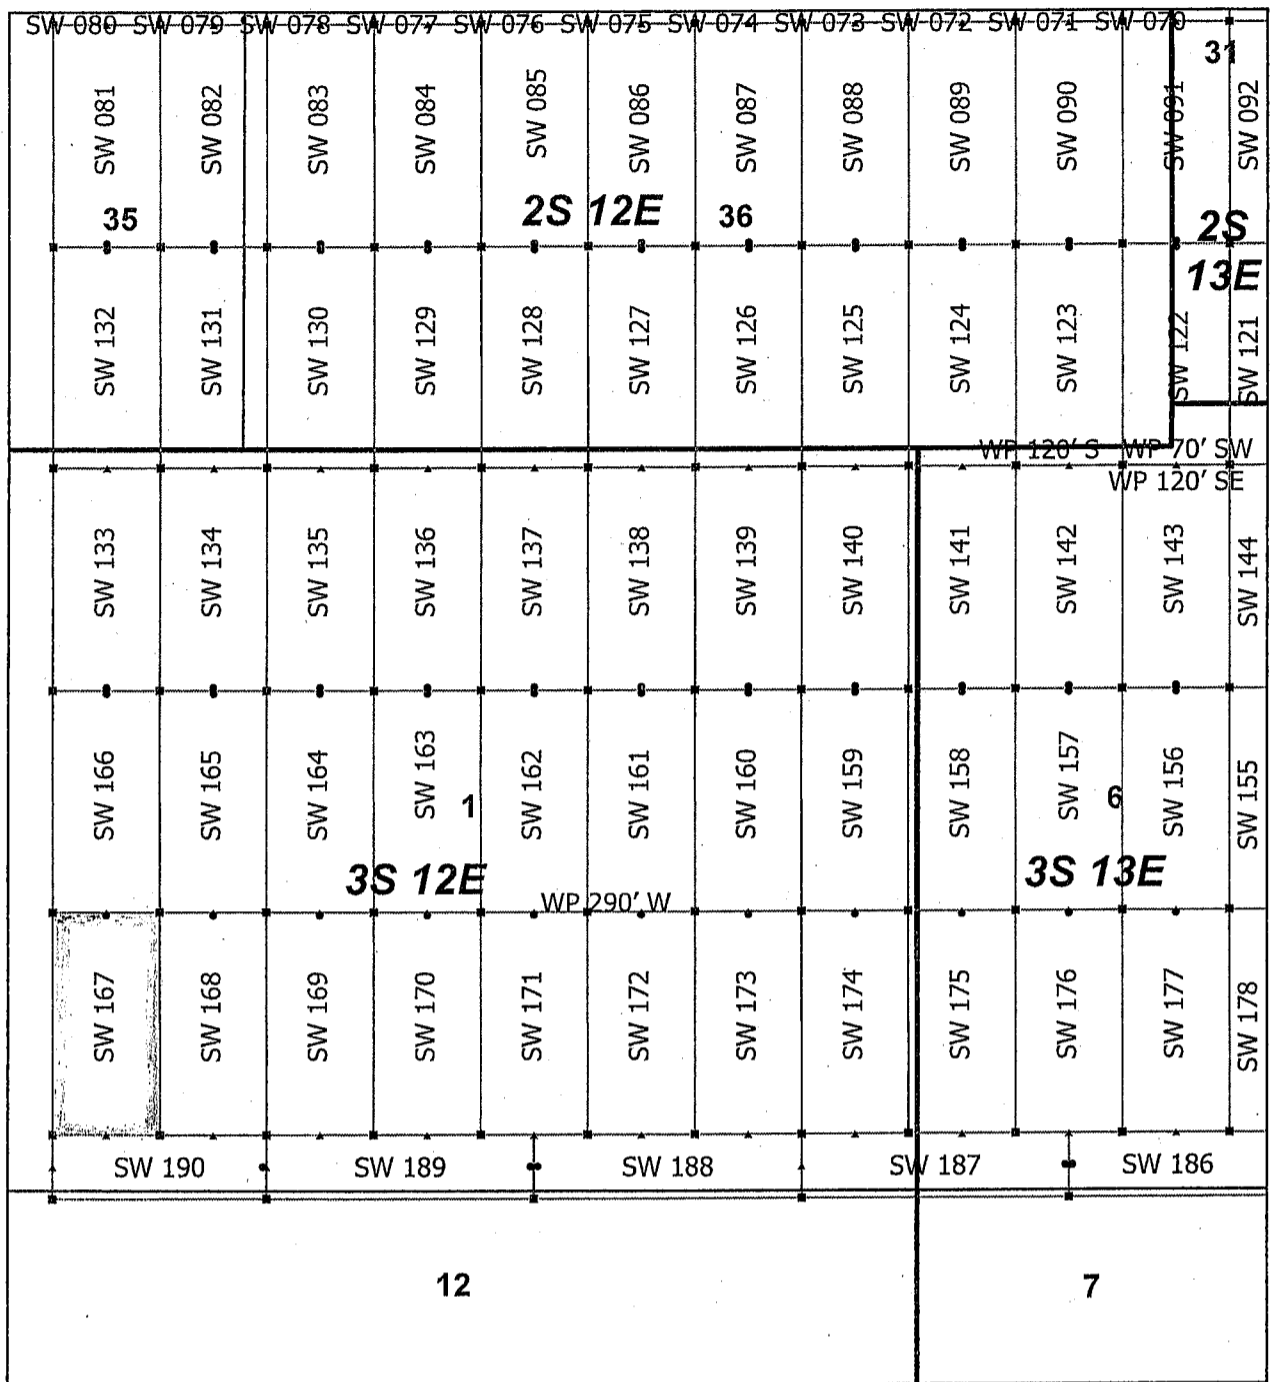 SW 080 SW 079 SW 078 SW 077 SW 076 SW 075 SW 074 SW 073 SW 072 SW 071 SW 070
31
SW 081 SW 082 SW 083 SW 084 SW 085 SW 086 SW 087 SW 088 SW 089 SW 090 SW 091 SW 092
35 2S 12E 36 2S
13E
SW 132 SW 131 SW 130 SW 129 SW 128 SW 127 SW 126 SW 125 SW 124 SW 123 SW 122 SW 121
WP 120' S WP 70' SW
WP 120' SE
SW 133 SW 134 SW 135 SW 136 SW 137 SW 138 SW 139 SW 140 SW 141 SW 142 SW 143 SW 144
SW 166 SW 165 SW 164 SW 163 SW 162 SW 161 SW 160 SW 159 SW 158 SW 157 SW 156 SW 155
1 6
3S 12E 3S 13E
WP 290' W
SW 167 SW 168 SW 169 SW 170 SW 171 SW 172 SW 173 SW 174 SW 175 SW 176 SW 177 SW 178
SW 190 SW 189 SW 188 SW 187 SW 186
12 7